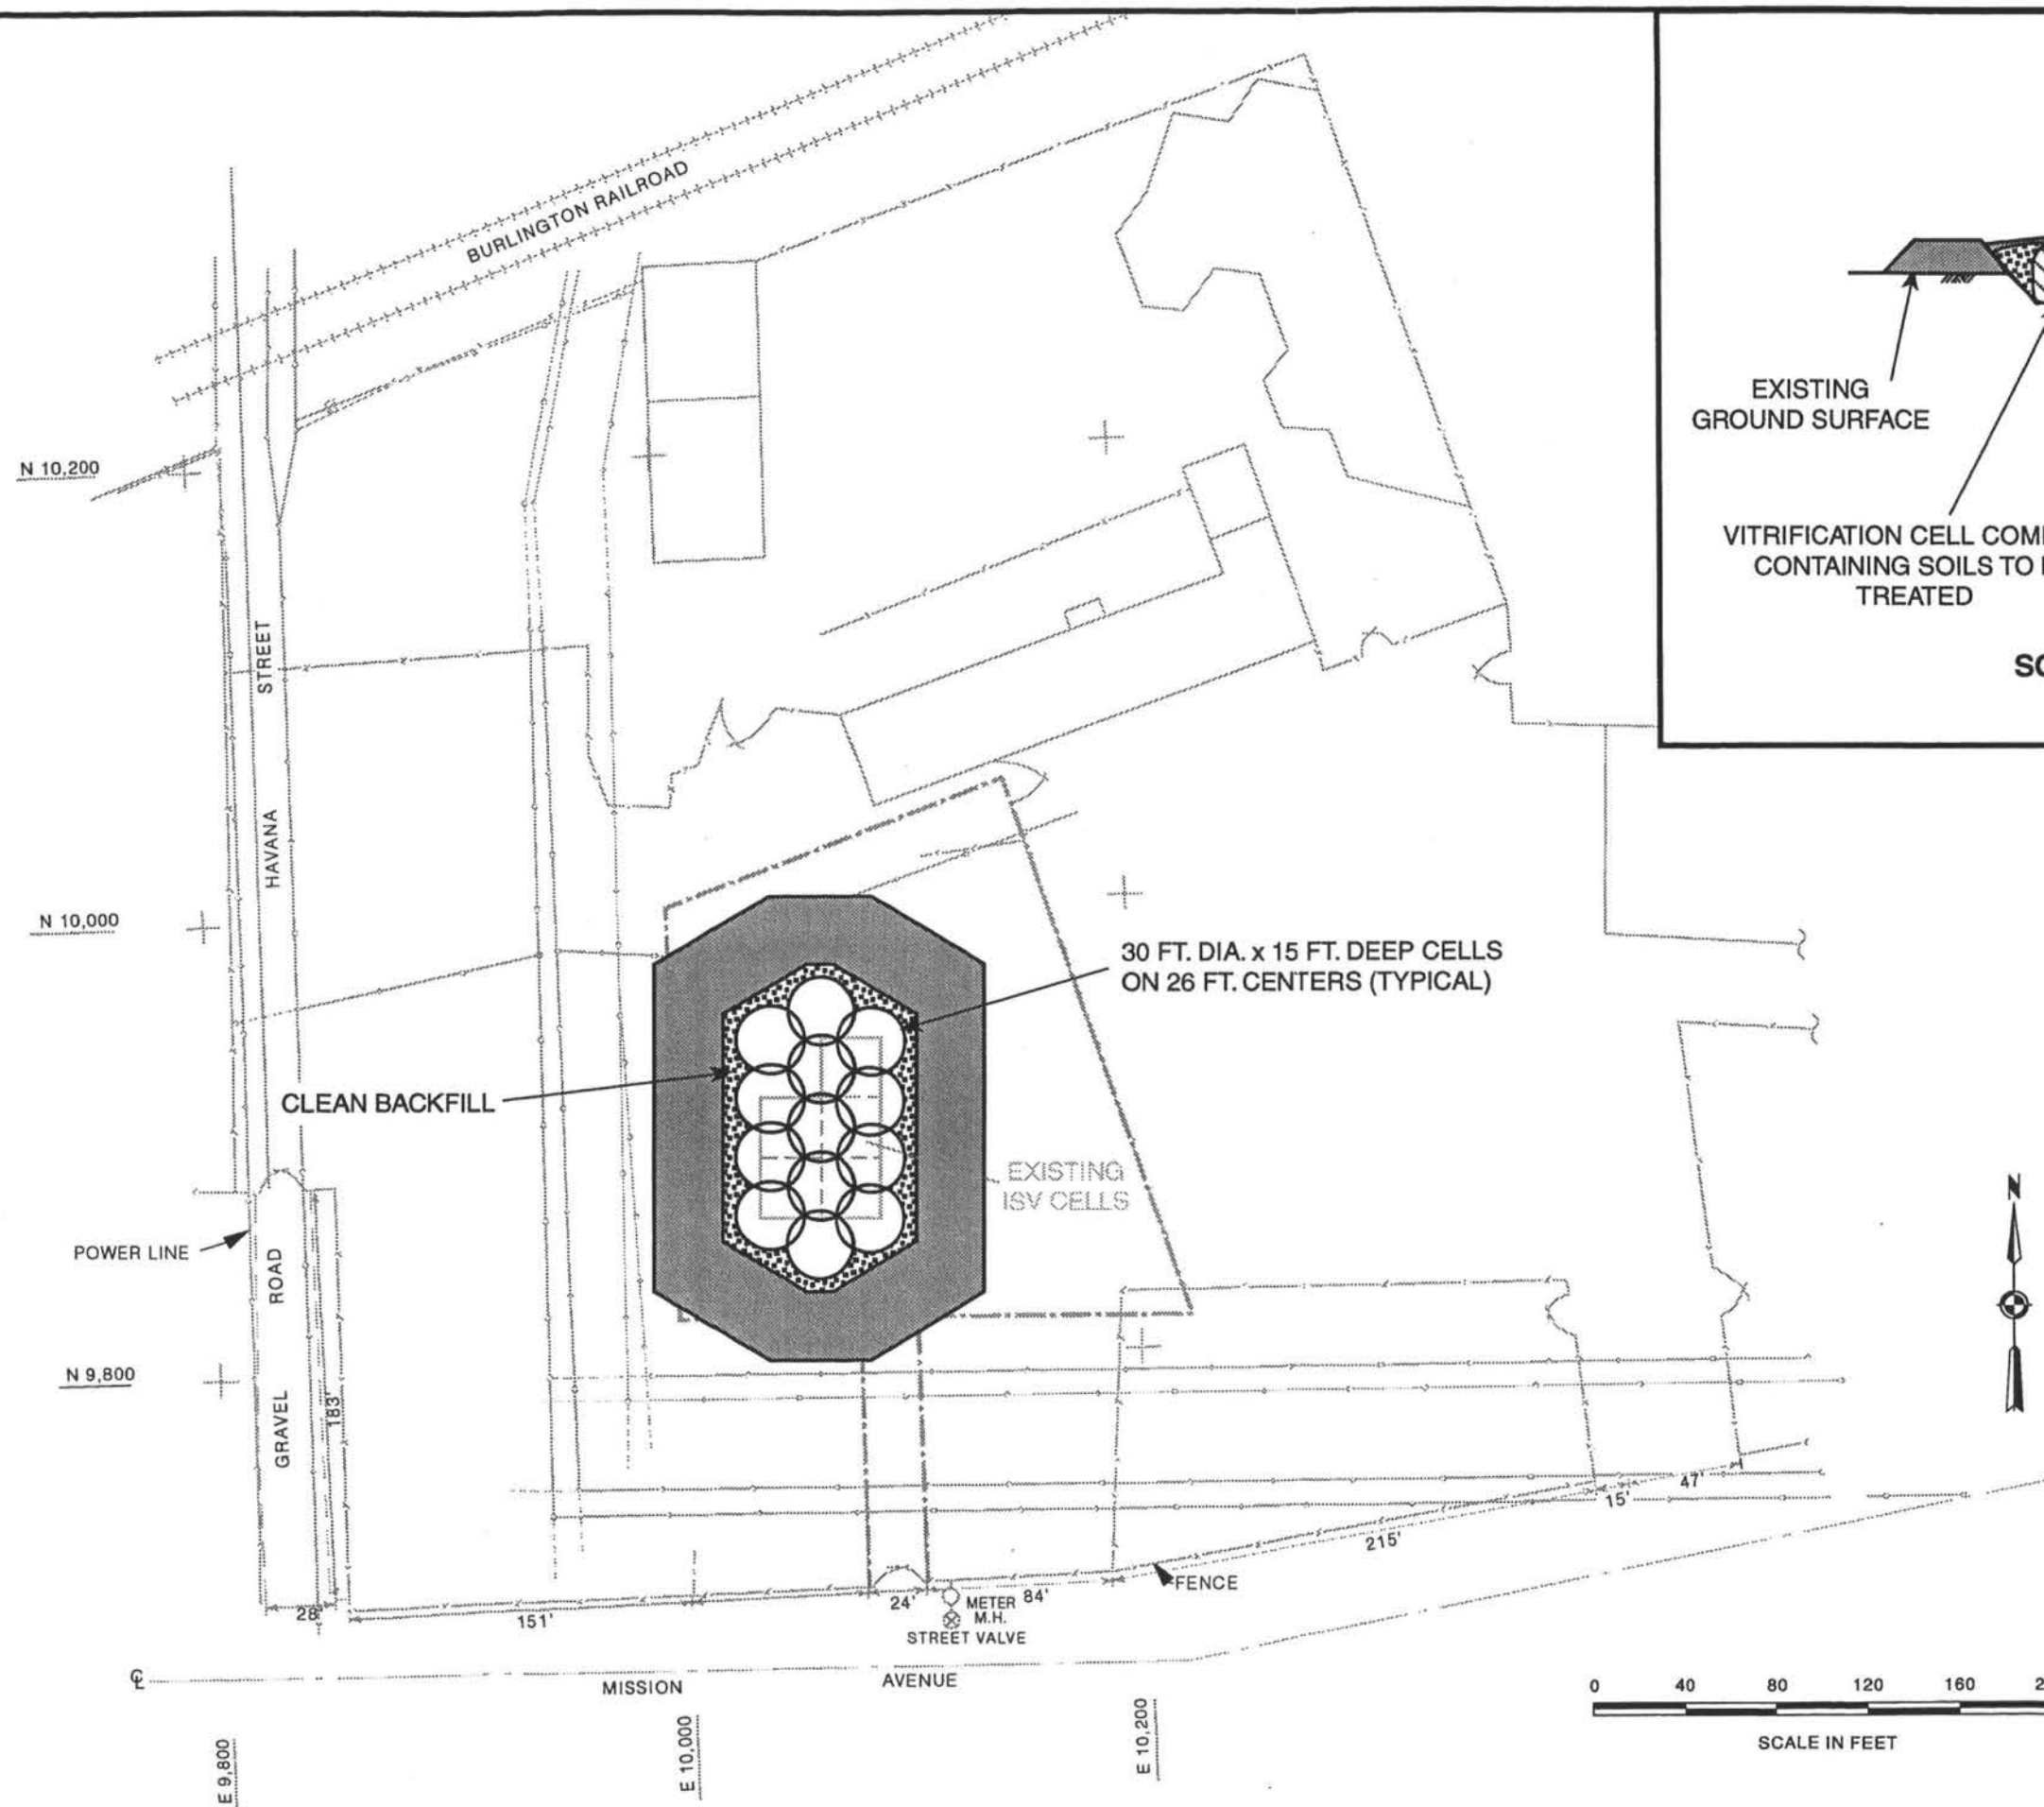 BURLINGTON RAILROAD
N 10,200
EXISTING
GROUND SURFACE
VITRIFICATION CELL
CONTAINING SOILS TO
TREATED
HAVANA STREET
N 10,000
30 FT. DIA. x 15 FT. DEEP CELLS
ON 26 FT. CENTERS (TYPICAL)
CLEAN BACKFILL
EXISTING
ISV CELLS
N
POWER LINE
GRAVEL ROAD
N 9,800
183'
47'
15'
215'
FENCE
28'
151'
24'
84'
METER
M.H.
STREET VALVE
MISSION AVENUE
0 40 80 120 160
SCALE IN FEET
E 9,800
E 10,000
E 10,200